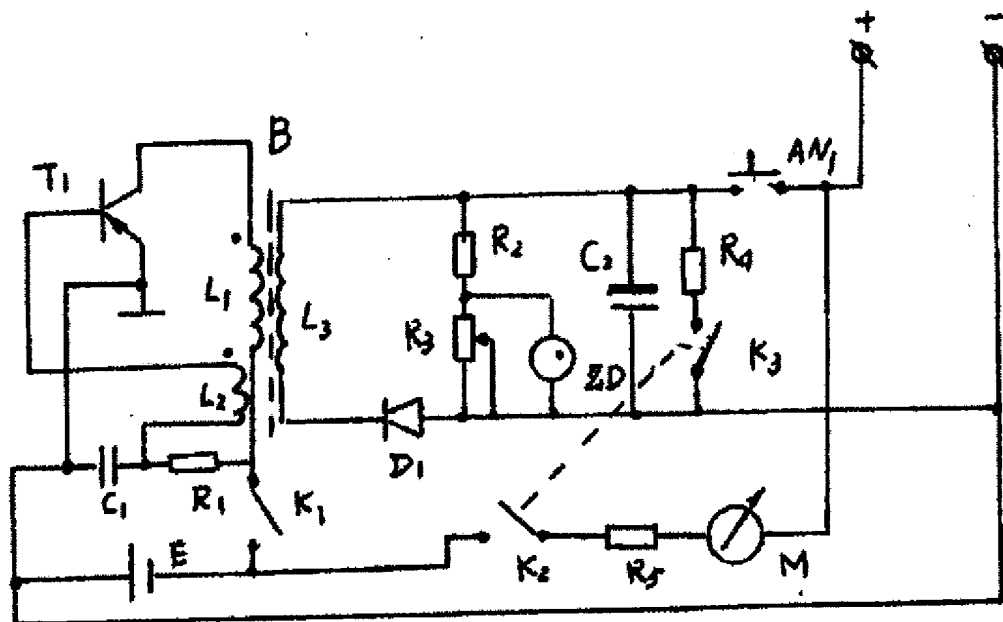 + -
B
AN₁
T₁
R₂
C₂
R₄
L₁
L₃
R₃
K₃
ZD
L₂
D₁
C₁
R₁
K₁
E
K₂
R₅
M